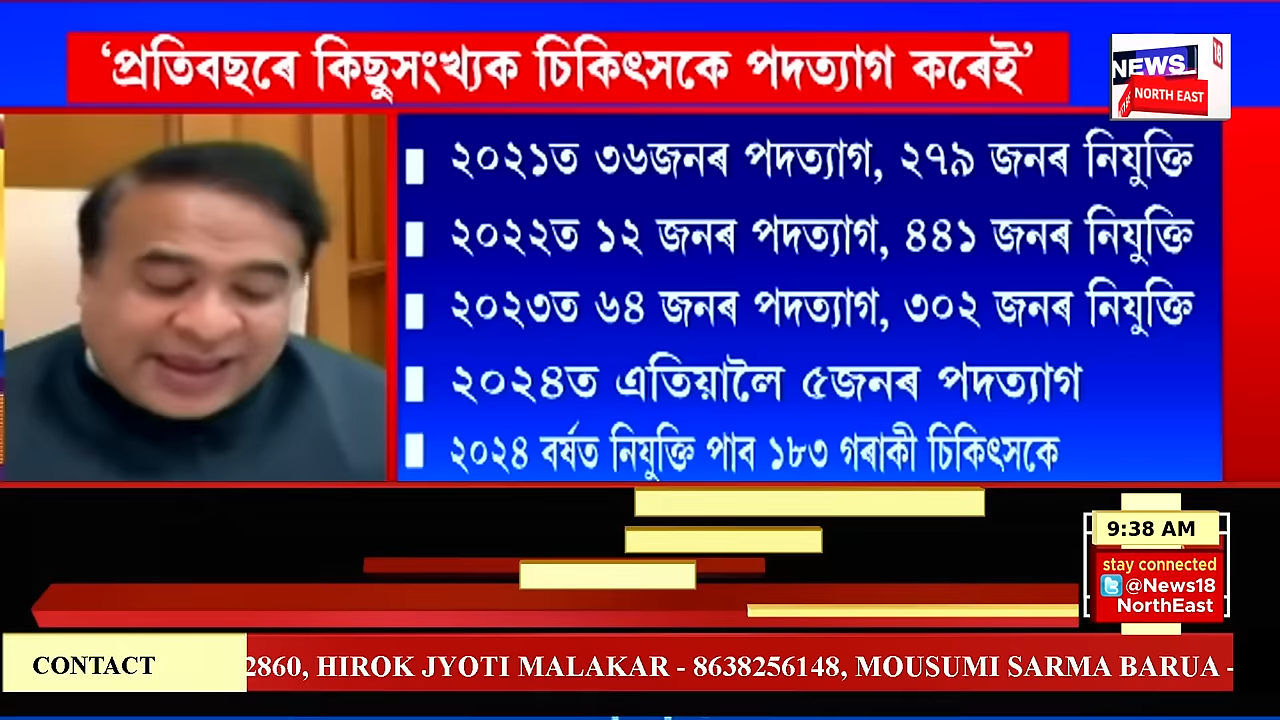 ‘প্ৰতিবছৰে কিছুসংখ্যক চিকিৎসকে পদত্যাগ কৰেই’
NEWS 18
NORTH EAST
২০২১ত ৩৬জনৰ পদত্যাগ, ২৭৯ জনৰ নিযুক্তি
২০২২ত ১২ জনৰ পদত্যাগ, ৪৪১ জনৰ নিযুক্তি
২০২৩ত ৬৪ জনৰ পদত্যাগ, ৩০২ জনৰ নিযুক্তি
২০২৪ত এতিয়ালৈ ৫জনৰ পদত্যাগ
২০২৪ বৰ্ষত নিযুক্তি পাব ১৮৩ গৰাকী চিকিৎসকে
9:38 AM
stay connected
@News18
NorthEast
CONTACT 2860, HIROK JYOTI MALAKAR - 8638256148, MOUSUMI SARMA BARUA -